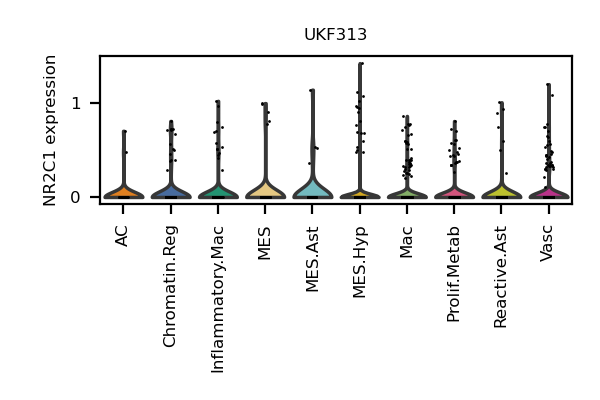 UKF313
NR2C1 expression
1
0
AC
Chromatin.Reg
Inflammatory.Mac
MES
MES.Ast
MES.Hyp
Mac
Prolif.Metab
Reactive.Ast
Vasc